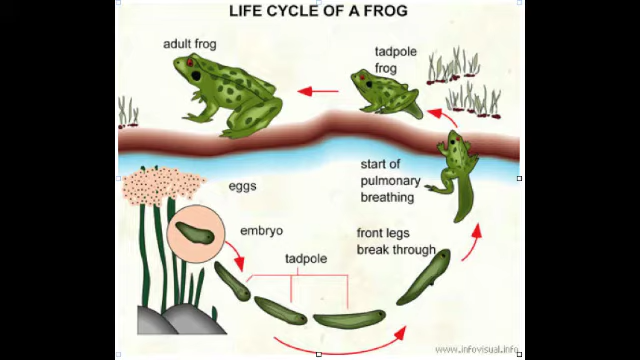 LIFE CYCLE OF A FROG
adult frog
tadpole
frog
start of
pulmonary
breathing
eggs
embryo
front legs
break through
tadpole
www.infovisual.info